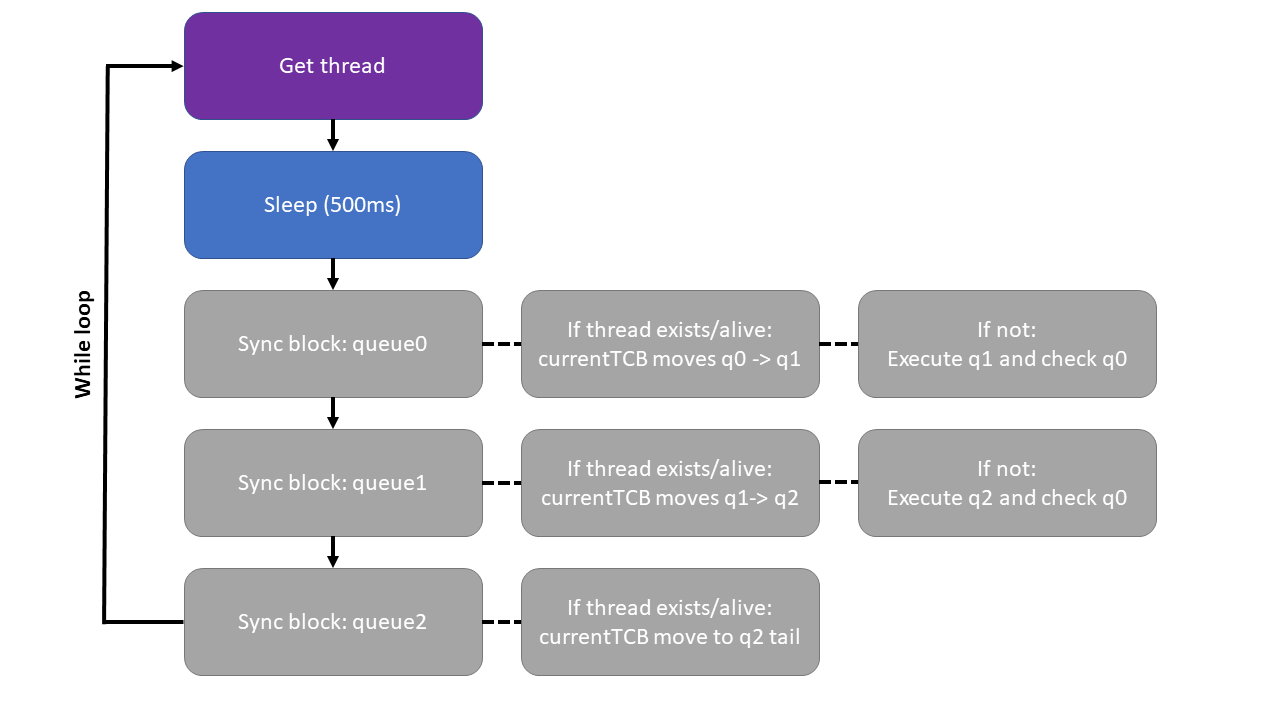 Get thread
Sleep (500ms)
While loop
Sync block: queue0
If thread exists/alive:
currentTCB moves q0 -> q1
If not:
Execute q1 and check q0
Sync block: queue1
If thread exists/alive:
currentTCB moves q1-> q2
If not:
Execute q2 and check q0
Sync block: queue2
If thread exists/alive:
currentTCB move to q2 tail